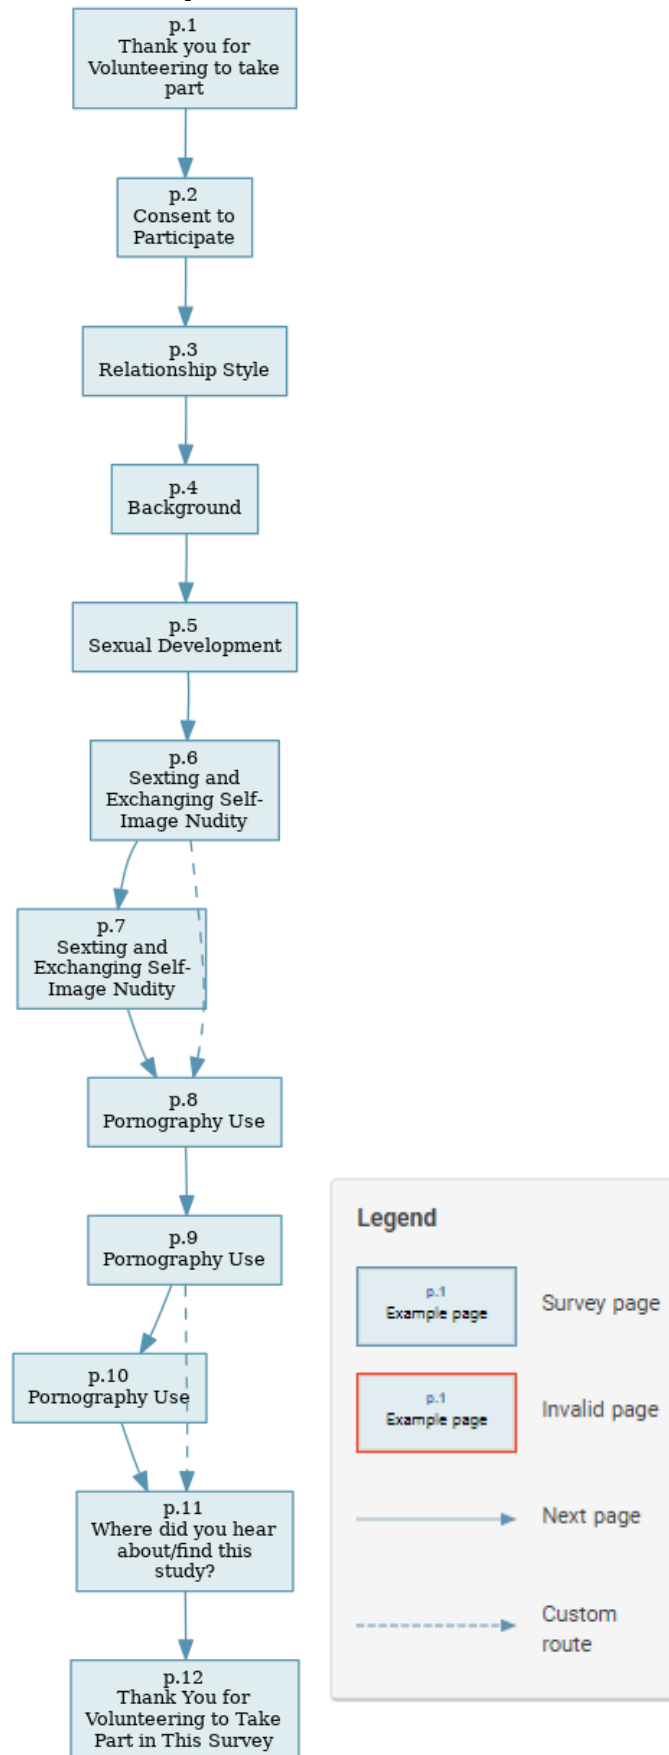 p.1
Thank you for
Volunteering to take
part
p.2
Consent to
Participate
p.3
Relationship Style
p.4
Background
p.5
Sexual Development
p.6
Sexting and
Exchanging Self-
Image Nudity
p.7
Sexting and
Exchanging Self-
Image Nudity
p.8
Pornography Use
p.9
Pornography Use
p.10
Pornography Use
p.11
Where did you hear
about/find this
study?
p.12
Thank You for
Volunteering to Take
Part in This Survey
Legend
p.1
Example page
Survey page
p.1
Example page
Invalid page
Next page
Custom
route